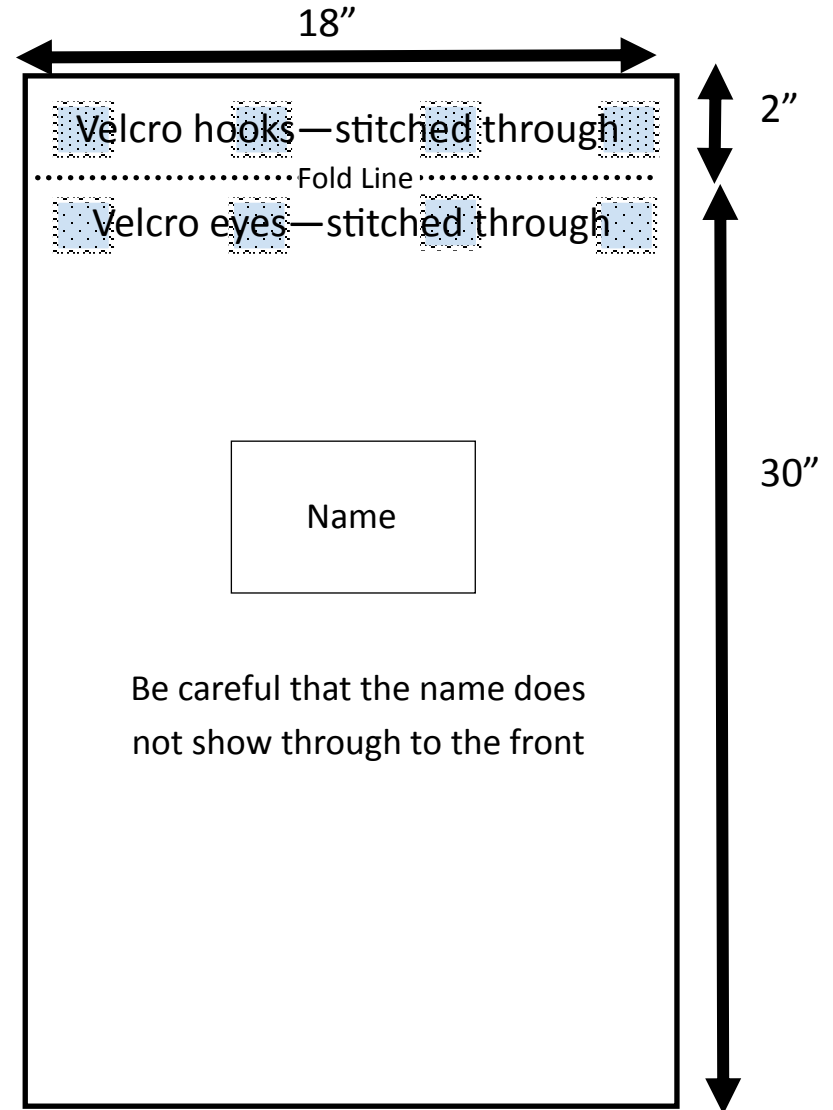 18”
2”
Velcro hooks—stitched through
Fold Line
Velcro eyes—stitched through
30”
Name
Be careful that the name does
not show through to the front